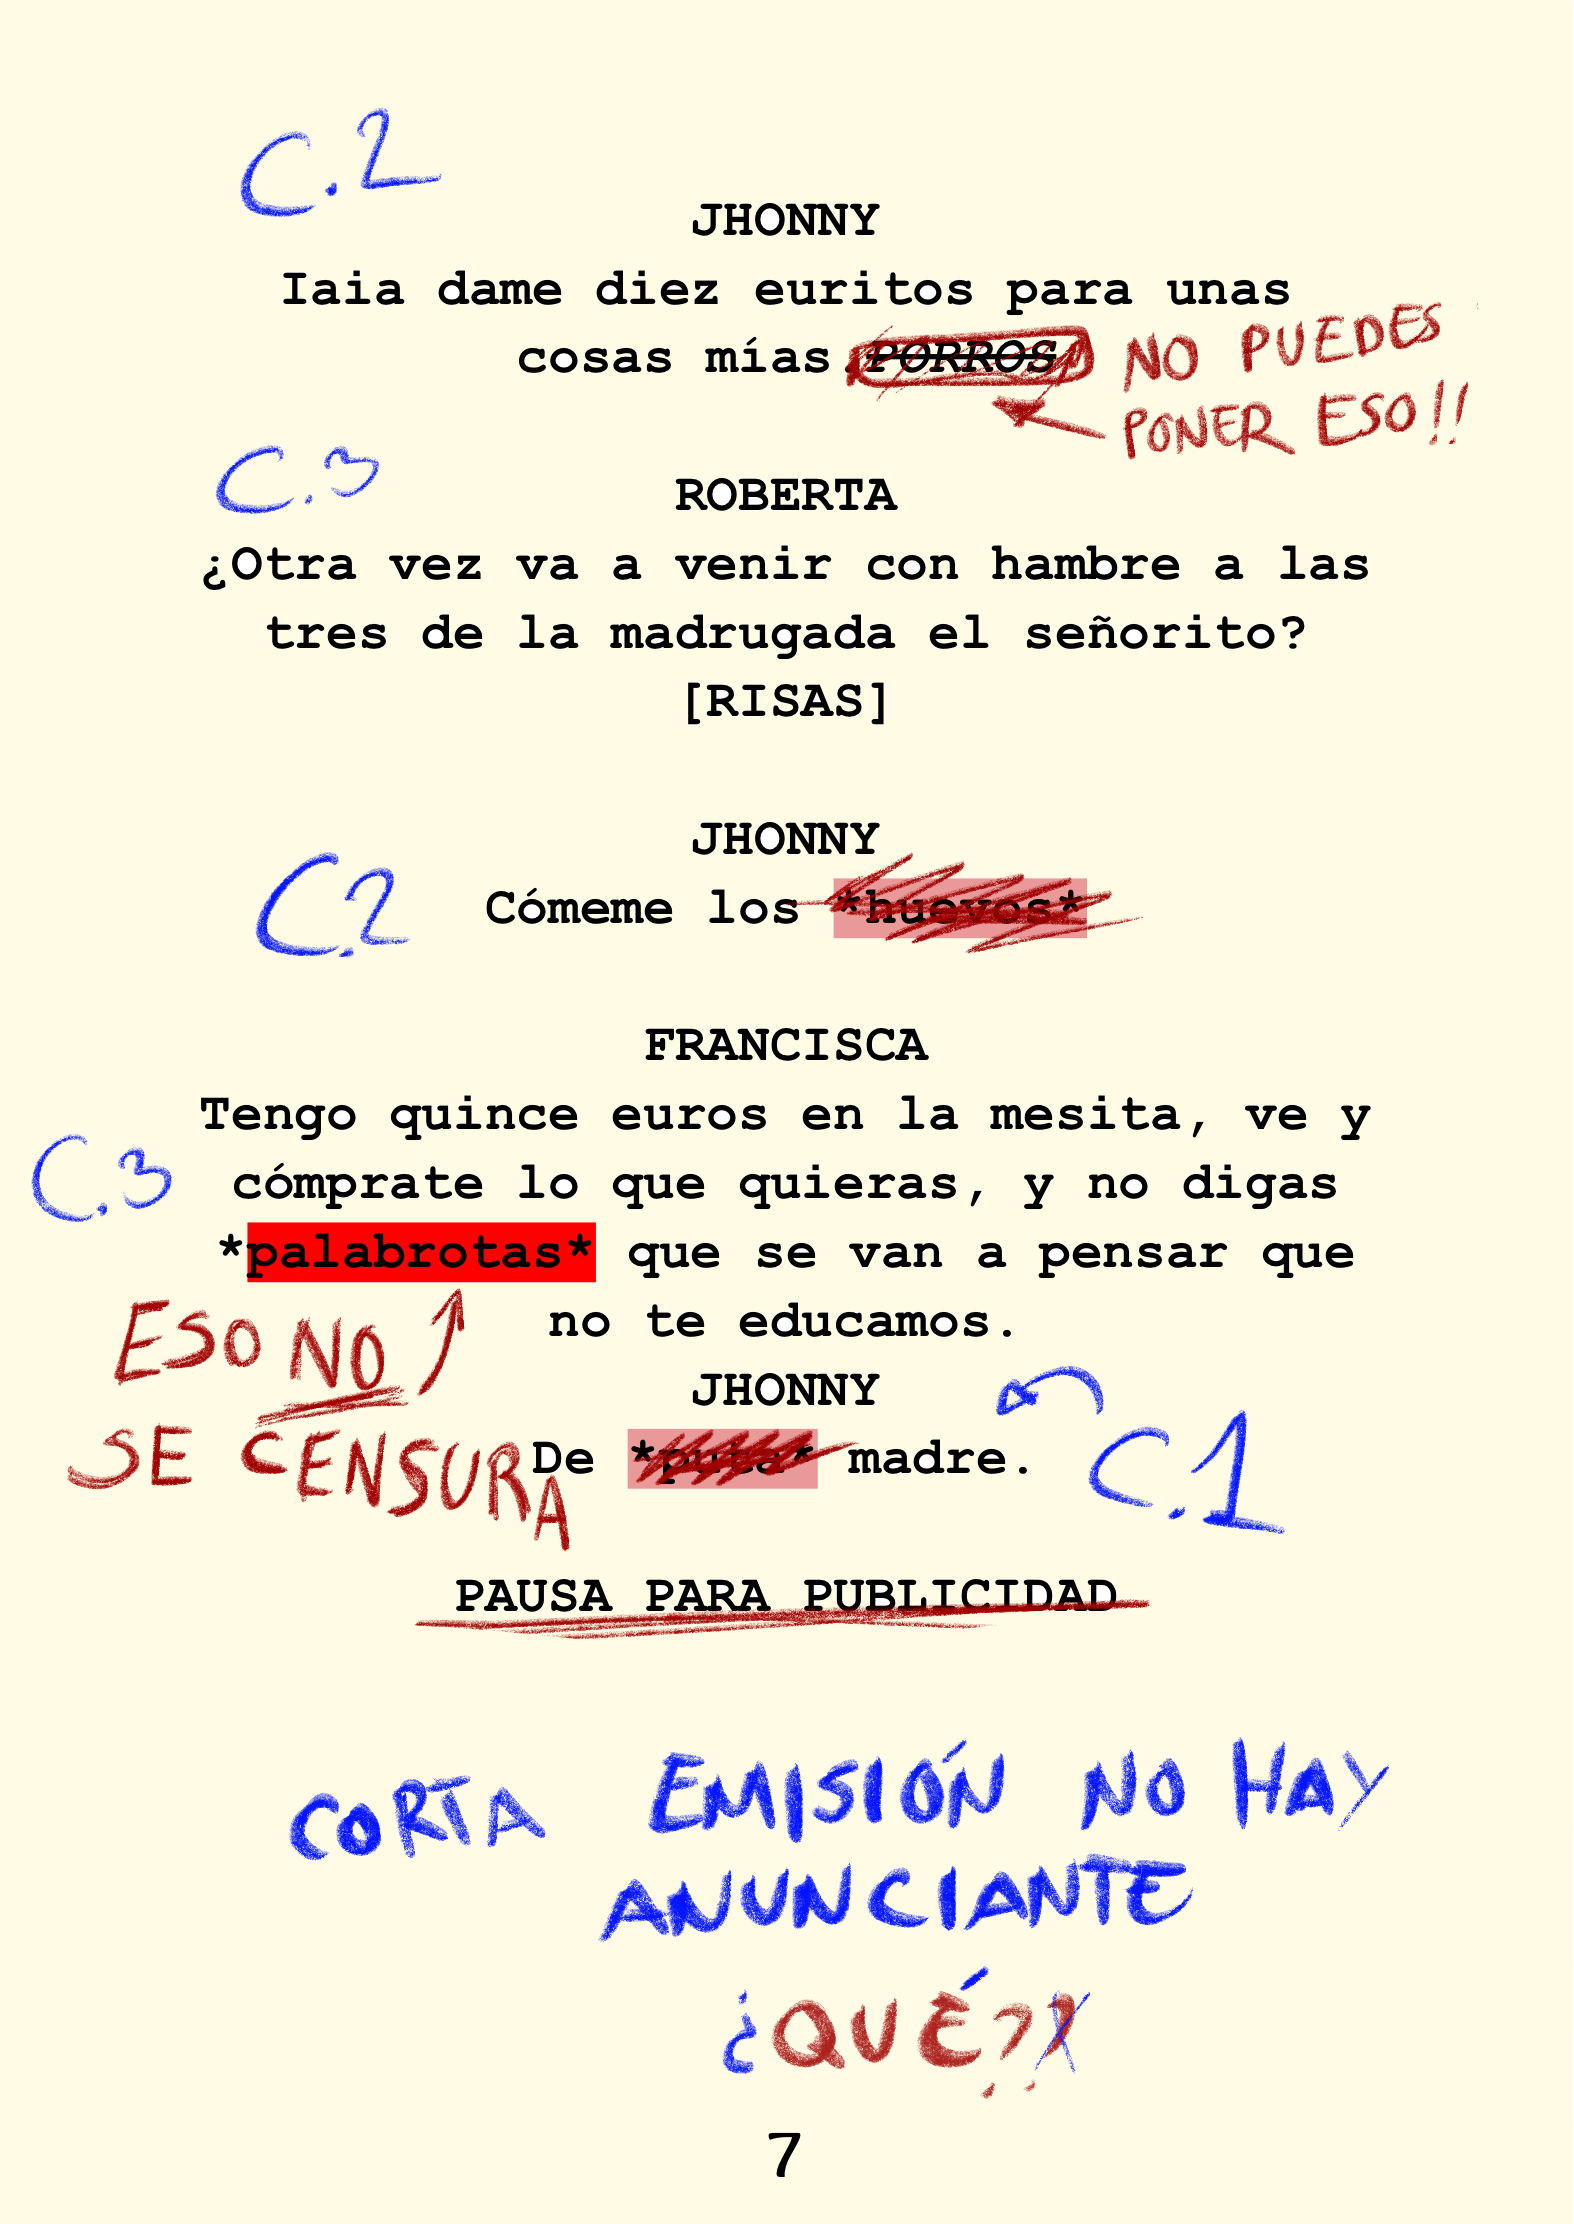 C.2
JHONNY
Iaia dame diez euritos para unas
cosas mías.PORROS
NO PUEDES
PONER ESO!!
C.3
ROBERTA
¿Otra vez va a venir con hambre a las
tres de la madrugada el señorito?
[RISAS]
JHONNY
C.2
Cómeme los *huevos*
FRANCISCA
Tengo quince euros en la mesita, ve y
C.3
cómprate lo que quieras, y no digas
*palabrotas* que se van a pensar que
no te educamos.
ESO NO
SE CENSURA
JHONNY
De *puta* madre.
C.1
PAUSA PARA PUBLICIDAD
CORTA EMISIÓN NO HAY
ANUNCIANTE
¿QUÉ??
7